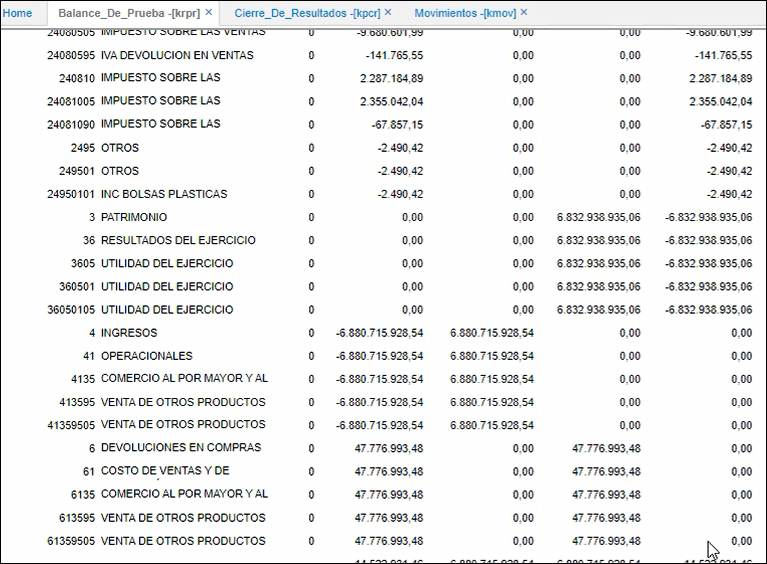 Home Balance_De_Prueba -[krpr] × Cierre_De_Resultados -[kpcr] × Movimientos -[kmov] ×
24080505 IMPUESTO SOBRE LAS VENTAS 0 -9.680.601,99 0,00 0,00 -9.680.601,99
24080595 IVA DEVOLUCION EN VENTAS 0 -141.765,55 0,00 0,00 -141.765,55
240810 IMPUESTO SOBRE LAS 0 2.287.184,89 0,00 0,00 2.287.184,89
24081005 IMPUESTO SOBRE LAS 0 2.355.042,04 0,00 0,00 2.355.042,04
24081090 IMPUESTO SOBRE LAS 0 -67.857,15 0,00 0,00 -67.857,15
2495 OTROS 0 -2.490,42 0,00 0,00 -2.490,42
249501 OTROS 0 -2.490,42 0,00 0,00 -2.490,42
24950101 INC BOLSAS PLASTICAS 0 -2.490,42 0,00 0,00 -2.490,42
3 PATRIMONIO 0 0,00 0,00 6.832.938.935,06 -6.832.938.935,06
36 RESULTADOS DEL EJERCICIO 0 0,00 0,00 6.832.938.935,06 -6.832.938.935,06
3605 UTILIDAD DEL EJERCICIO 0 0,00 0,00 6.832.938.935,06 -6.832.938.935,06
360501 UTILIDAD DEL EJERCICIO 0 0,00 0,00 6.832.938.935,06 -6.832.938.935,06
36050105 UTILIDAD DEL EJERCICIO 0 0,00 0,00 6.832.938.935,06 -6.832.938.935,06
4 INGRESOS 0 -6.880.715.928,54 6.880.715.928,54 0,00 0,00
41 OPERACIONALES 0 -6.880.715.928,54 6.880.715.928,54 0,00 0,00
4135 COMERCIO AL POR MAYOR Y AL 0 -6.880.715.928,54 6.880.715.928,54 0,00 0,00
413595 VENTA DE OTROS PRODUCTOS 0 -6.880.715.928,54 6.880.715.928,54 0,00 0,00
41359505 VENTA DE OTROS PRODUCTOS 0 -6.880.715.928,54 6.880.715.928,54 0,00 0,00
6 DEVOLUCIONES EN COMPRAS 0 47.776.993,48 0,00 47.776.993,48 0,00
61 COSTO DE VENTAS Y DE 0 47.776.993,48 0,00 47.776.993,48 0,00
6135 COMERCIO AL POR MAYOR Y AL 0 47.776.993,48 0,00 47.776.993,48 0,00
613595 VENTA DE OTROS PRODUCTOS 0 47.776.993,48 0,00 47.776.993,48 0,00
61359505 VENTA DE OTROS PRODUCTOS 0 47.776.993,48 0,00 47.776.993,48 0,00